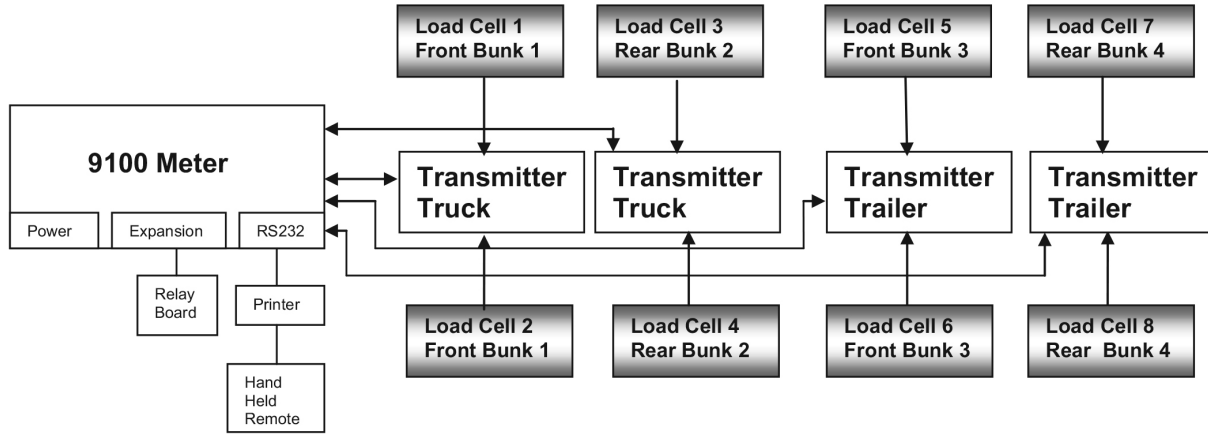 Load Cell 1
Front Bunk 1
Load Cell 3
Rear Bunk 2
Load Cell 5
Front Bunk 3
Load Cell 7
Rear Bunk 4
9100 Meter
Transmitter
Truck
Transmitter
Truck
Transmitter
Trailer
Transmitter
Trailer
Power
Expansion
RS232
Relay
Board
Printer
Hand
Held
Remote
Load Cell 2
Front Bunk 1
Load Cell 4
Rear Bunk 2
Load Cell 6
Front Bunk 3
Load Cell 8
Rear Bunk 4